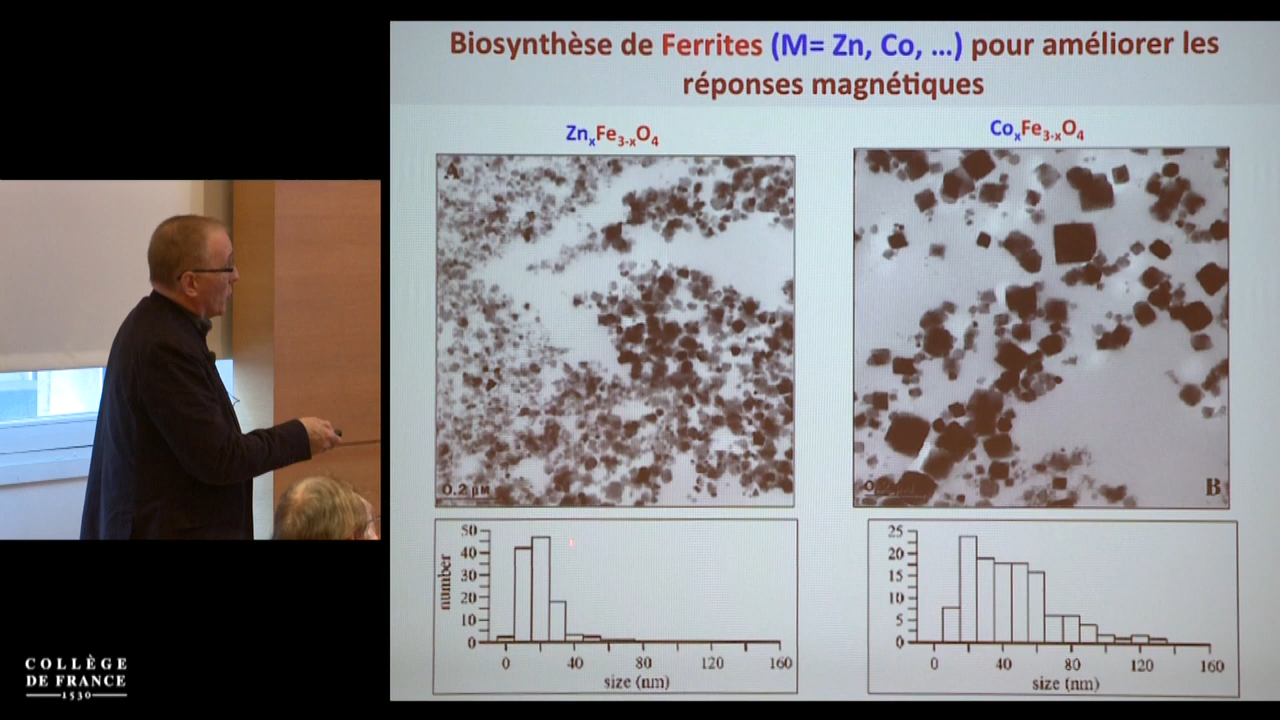 Biosynthèse de Ferrites (M= Zn, Co, ...) pour améliorer les
réponses magnétiques
ZnxFe3-xO4
CoxFe3-xO4
A
0.2 µM
B
50
40
30
20
10
0
number
0 40 80 120 160
size (nm)
25
20
15
10
5
0
0 40 80 120 160
size (nm)
COLLÈGE
DE FRANCE
1530